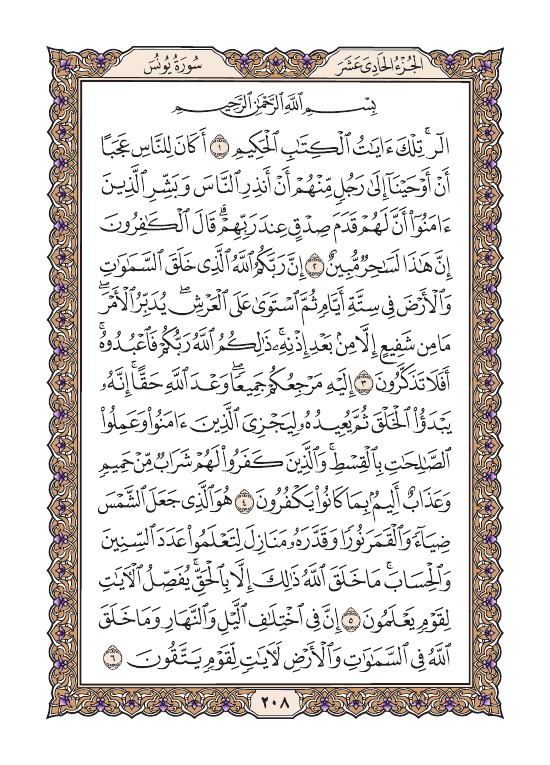 سُورَةُ يُونُسَ
الجُزْءُ الحَادِي عَشَرَ
بِسْمِ ٱللَّهِ ٱلرَّحْمَٰنِ ٱلرَّحِيمِ
الٓرۚ تِلْكَ ءَايَٰتُ ٱلْكِتَٰبِ ٱلْحَكِيمِ ١ أَكَانَ لِلنَّاسِ عَجَبًا
أَنْ أَوْحَيْنَآ إِلَىٰ رَجُلٍ مِّنْهُمْ أَنْ أَنذِرِ ٱلنَّاسَ وَبَشِّرِ ٱلَّذِينَ
ءَامَنُوٓا۟ أَنَّ لَهُمْ قَدَمَ صِدْقٍ عِندَ رَبِّهِمْۗ قَالَ ٱلْكَٰفِرُونَ
إِنَّ هَٰذَا لَسَٰحِرٌ مُّبِينٌ ٢ إِنَّ رَبَّكُمُ ٱللَّهُ ٱلَّذِى خَلَقَ ٱلسَّمَٰوَٰتِ
وَٱلْأَرْضَ فِى سِتَّةِ أَيَّامٍ ثُمَّ ٱسْتَوَىٰ عَلَى ٱلْعَرْشِۖ يُدَبِّرُ ٱلْأَمْرَۖ
مَا مِن شَفِيعٍ إِلَّا مِنۢ بَعْدِ إِذْنِهِۦۚ ذَٰلِكُمُ ٱللَّهُ رَبُّكُمْ فَٱعْبُدُوهُۚ
أَفَلَا تَذَكَّرُونَ ٣ إِلَيْهِ مَرْجِعُكُمْ جَمِيعًاۖ وَعْدَ ٱللَّهِ حَقًّاۚ إِنَّهُۥ
يَبْدَؤُا۟ ٱلْخَلْقَ ثُمَّ يُعِيدُهُۥ لِيَجْزِىَ ٱلَّذِينَ ءَامَنُوا۟ وَعَمِلُوا۟
ٱلصَّٰلِحَٰتِ بِٱلْقِسْطِۚ وَٱلَّذِينَ كَفَرُوا۟ لَهُمْ شَرَابٌ مِّنْ حَمِيمٍ
وَعَذَابٌ أَلِيمٌۢ بِمَا كَانُوا۟ يَكْفُرُونَ ٤ هُوَ ٱلَّذِى جَعَلَ ٱلشَّمْسَ
ضِيَآءً وَٱلْقَمَرَ نُورًا وَقَدَّرَهُۥ مَنَازِلَ لِتَعْلَمُوا۟ عَدَدَ ٱلسِّنِينَ
وَٱلْحِسَابَۚ مَا خَلَقَ ٱللَّهُ ذَٰلِكَ إِلَّا بِٱلْحَقِّۚ يُفَصِّلُ ٱلْءَايَٰتِ
لِقَوْمٍ يَعْلَمُونَ ٥ إِنَّ فِى ٱخْتِلَٰفِ ٱلَّيْلِ وَٱلنَّهَارِ وَمَا خَلَقَ
ٱللَّهُ فِى ٱلسَّمَٰوَٰتِ وَٱلْأَرْضِ لَءَايَٰتٍ لِّقَوْمٍ يَتَّقُونَ ٦
٢٠٨